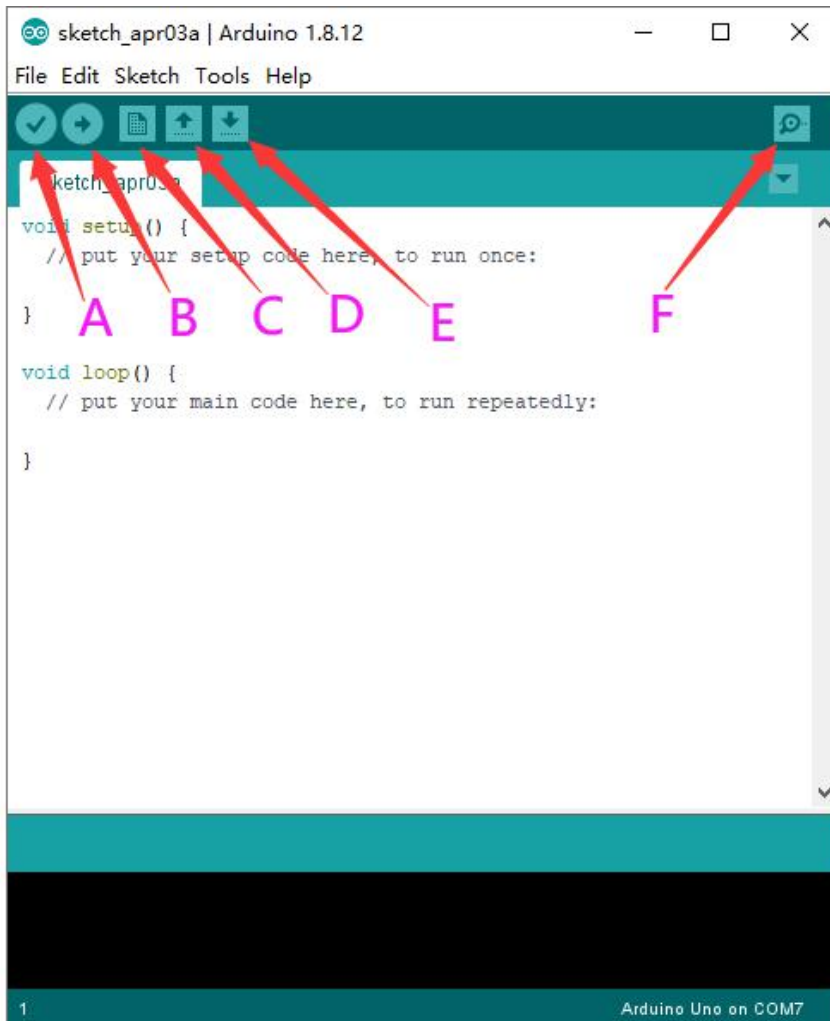 sketch_apr03a | Arduino 1.8.12
File Edit Sketch Tools Help
sketch_apr03a
void setup() {
// put your setup code here, to run once:
}
A B C D E F
void loop() {
// put your main code here, to run repeatedly:
}
1 Arduino Uno on COM7